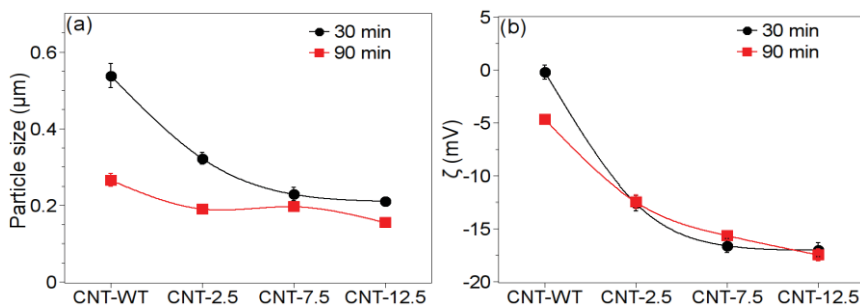 (a)
30 min
90 min
Particle size (μm)
0.6
0.4
0.2
0
CNT-WT CNT-2.5 CNT-7.5 CNT-12.5
(b)
30 min
90 min
ζ (mV)
5
0
-5
-10
-15
-20
CNT-WT CNT-2.5 CNT-7.5 CNT-12.5